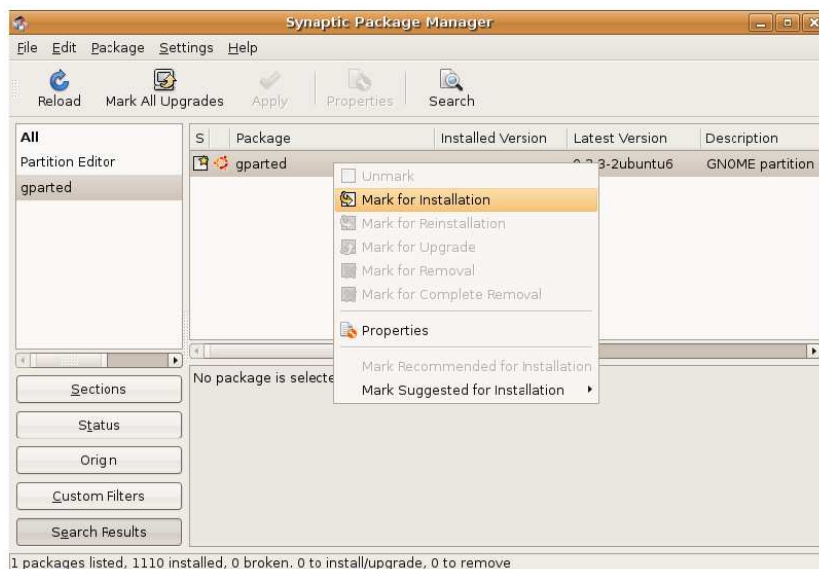 Synaptic Package Manager
File Edit Package Settings Help
Reload Mark All Upgrades Apply Properties Search
All
Partition Editor
gparted
S Package Installed Version Latest Version Description
gparted 0.3.3-2ubuntu6 GNOME partition
Unmark
Mark for Installation
Mark for Reinstallation
Mark for Upgrade
Mark for Removal
Mark for Complete Removal
Properties
Mark Recommended for Installation
Mark Suggested for Installation
No package is selecte
Sections
Status
Origin
Custom Filters
Search Results
1 packages listed, 1110 installed, 0 broken. 0 to install/upgrade, 0 to remove